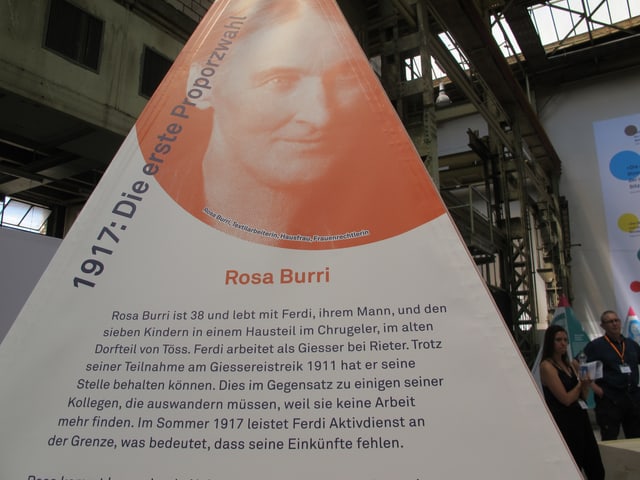 1917: Die erste Proporzwahl
Rosa Burri, Textilarbeiterin, Hausfrau, Frauenrechtlerin
Rosa Burri
Rosa Burri ist 38 und lebt mit Ferdi, ihrem Mann, und den
sieben Kindern in einem Hausteil im Chrugeler, im alten
Dorfteil von Töss. Ferdi arbeitet als Giesser bei Rieter. Trotz
seiner Teilnahme am Giessereistreik 1911 hat er seine
Stelle behalten können. Dies im Gegensatz zu einigen seiner
Kollegen, die auswandern müssen, weil sie keine Arbeit
mehr finden. Im Sommer 1917 leistet Ferdi Aktivdienst an
der Grenze, was bedeutet, dass seine Einkünfte fehlen.